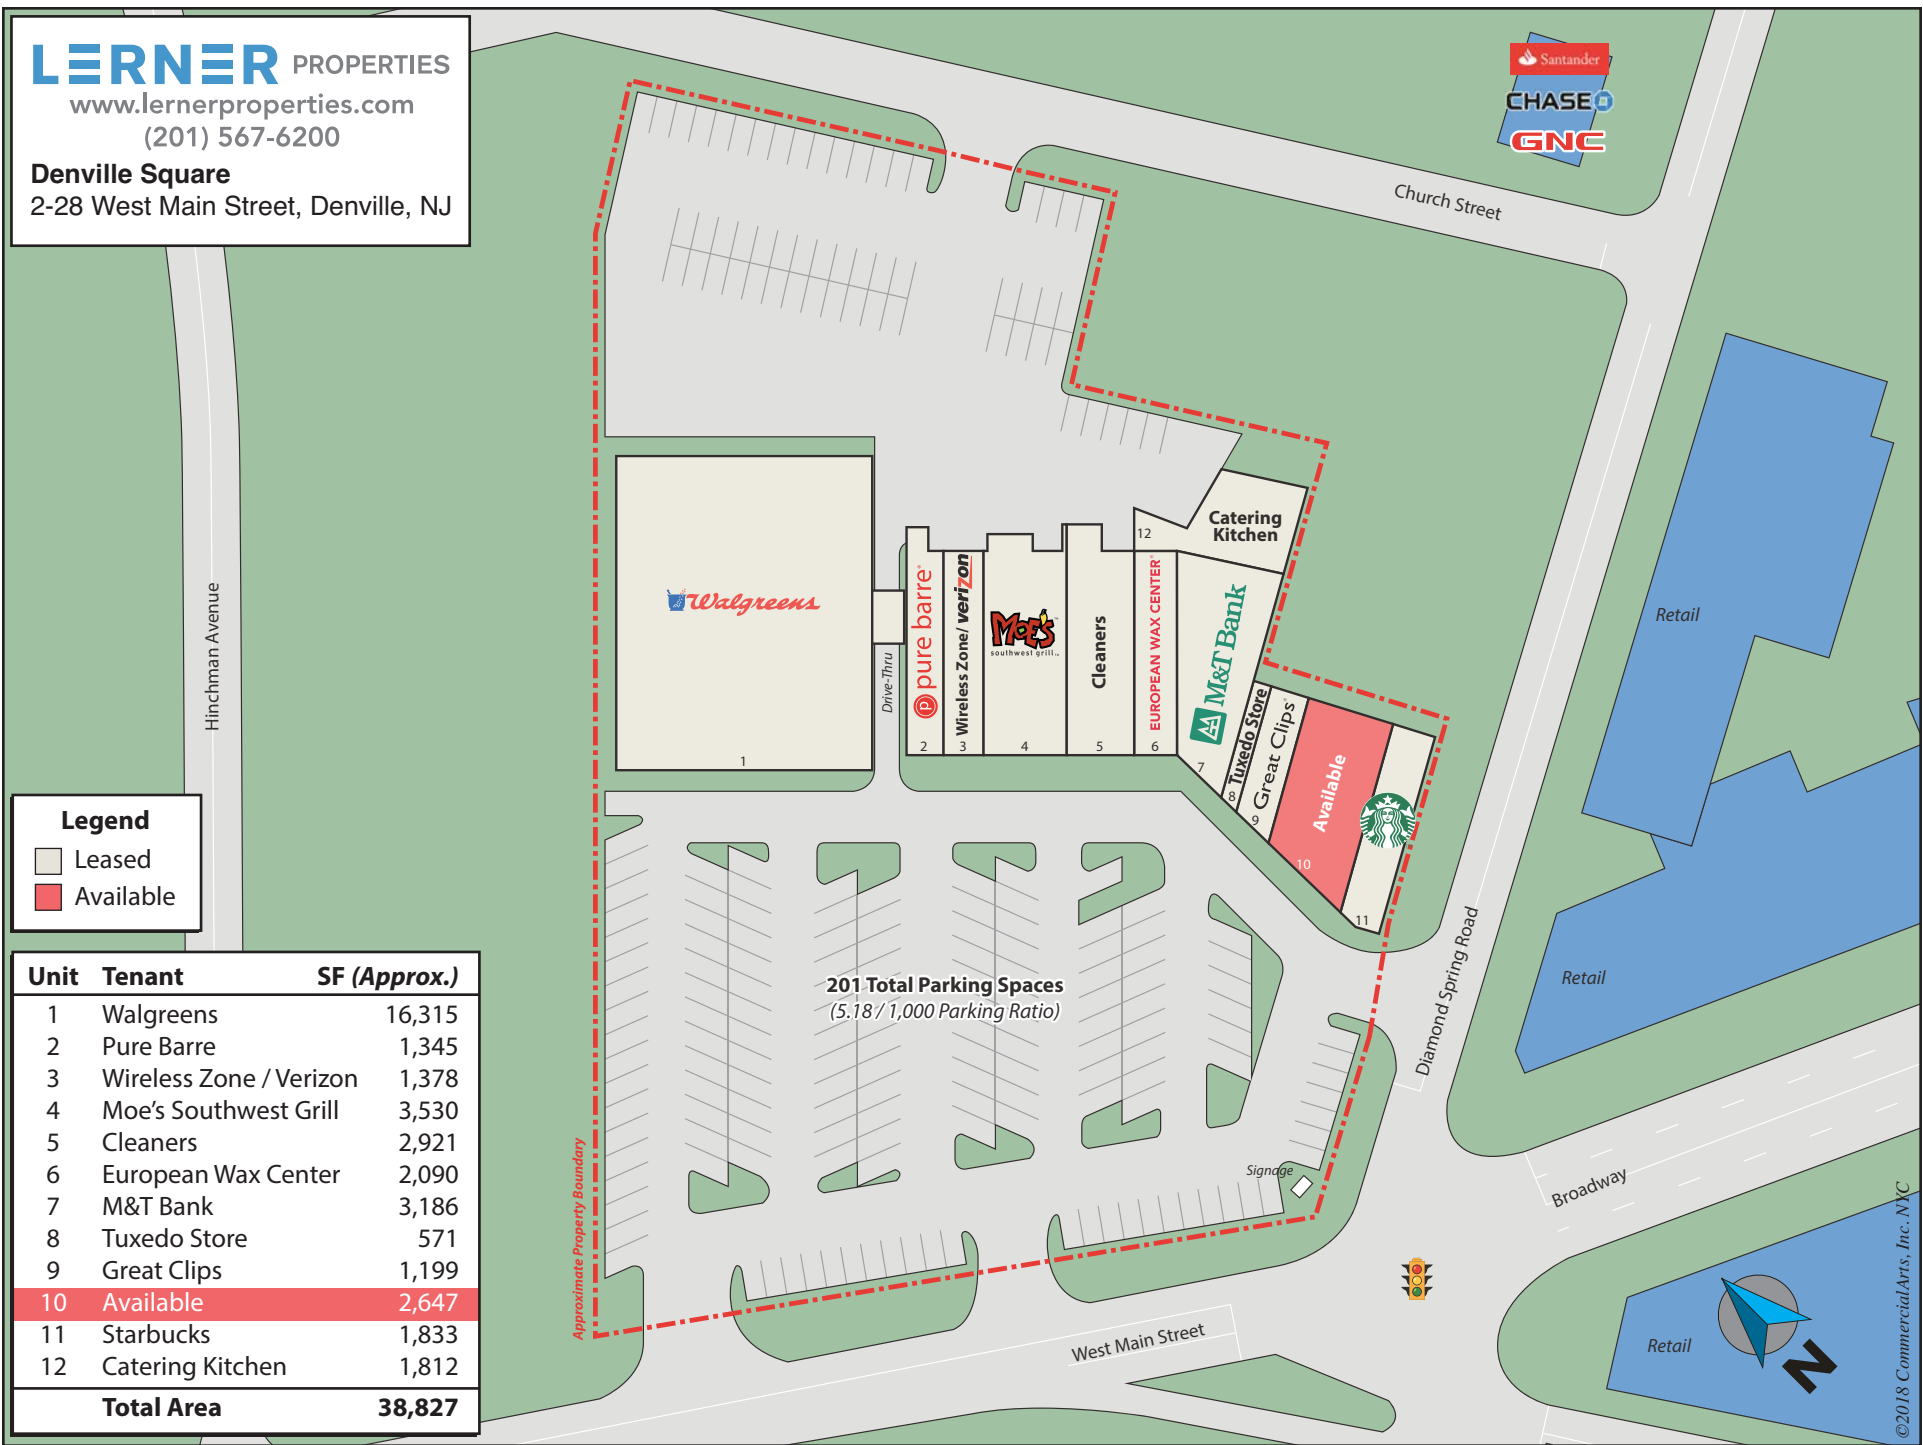 LERNER PROPERTIES
www.lernerproperties.com
(201) 567-6200
Denville Square
2-28 West Main Street, Denville, NJ
Santander
CHASE
GNC
Church Street
Hinchman Avenue
Catering
Kitchen
12
Walgreens
1
Drive-Thru
pure barre
2
Wireless Zone/ verizon
3
MOE'S
southwest grill
4
Cleaners
5
EUROPEAN WAX CENTER
6
M&T Bank
7
Tuxedo Store
8
Great Clips
9
Available
10
11
Retail
Retail
Retail
Diamond Spring Road
Broadway
West Main Street
Signage
201 Total Parking Spaces
(5.18 / 1,000 Parking Ratio)
Approximate Property Boundary
Legend
Leased
Available
Unit Tenant SF (Approx.)
1 Walgreens 16,315
2 Pure Barre 1,345
3 Wireless Zone / Verizon 1,378
4 Moe's Southwest Grill 3,530
5 Cleaners 2,921
6 European Wax Center 2,090
7 M&T Bank 3,186
8 Tuxedo Store 571
9 Great Clips 1,199
10 Available 2,647
11 Starbucks 1,833
12 Catering Kitchen 1,812
Total Area 38,827
N
©2018 CommercialArts, Inc. NYC